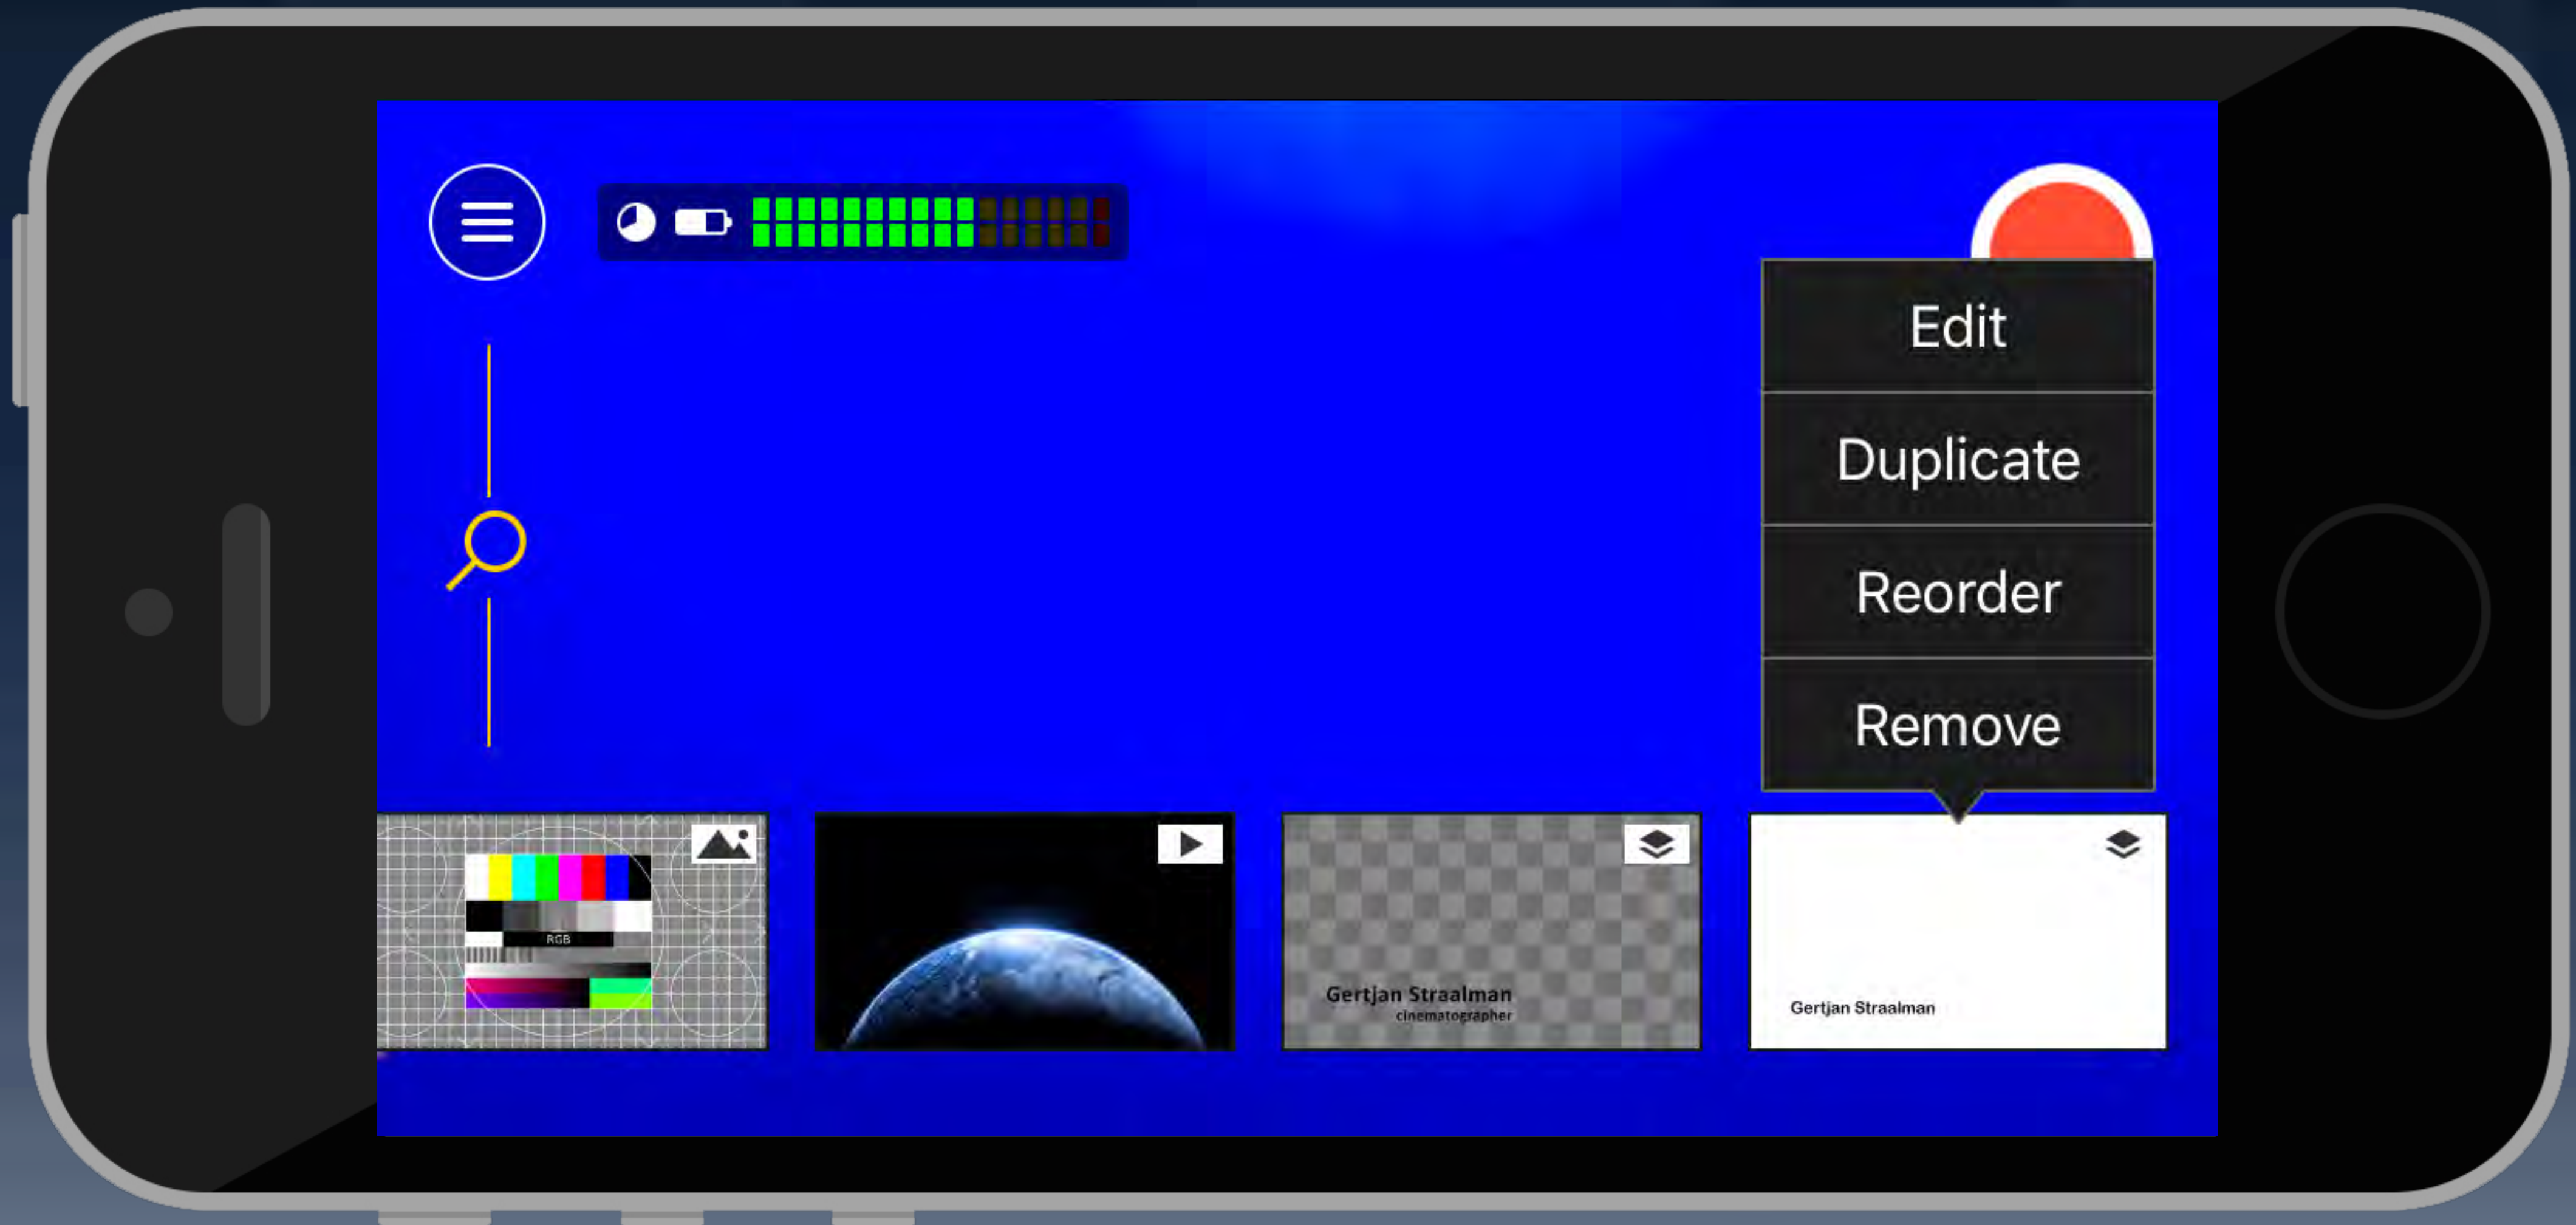 Edit
Duplicate
Reorder
Remove
RGB
Gertjan Straalman
cinematographer
Gertjan Straalman